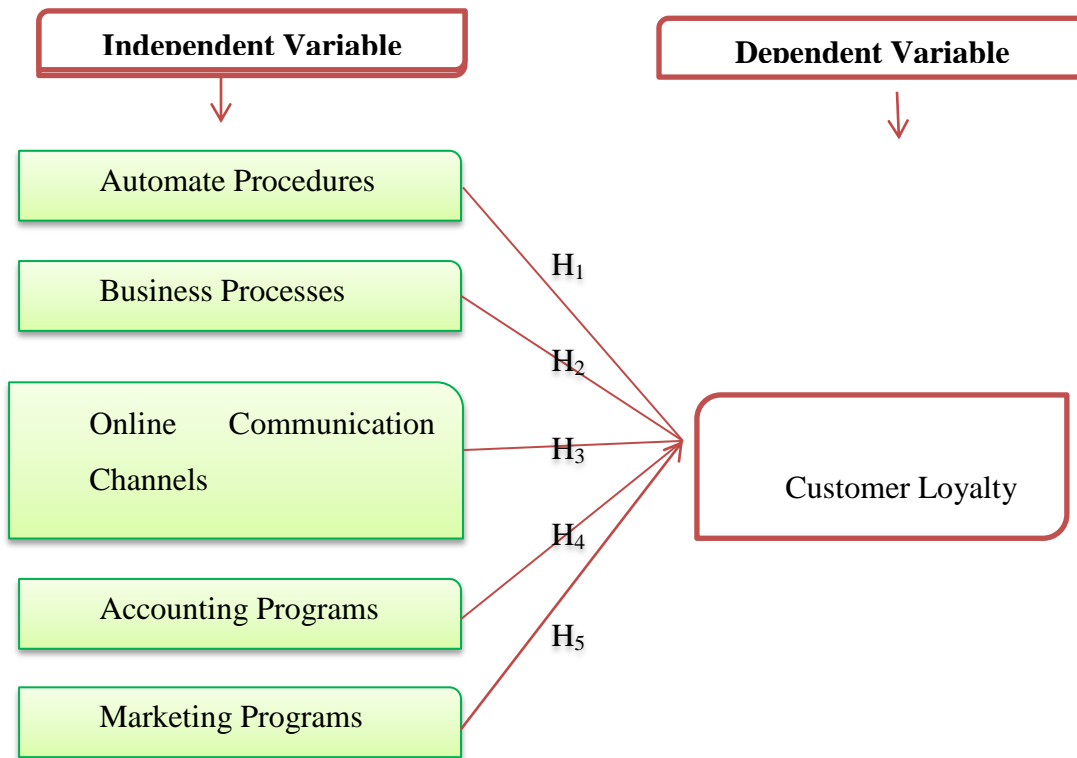 Independent Variable
Dependent Variable
Automate Procedures
H₁
Business Processes
H₂
Online Communication
Channels
H₃
Customer Loyalty
H₄
Accounting Programs
H₅
Marketing Programs